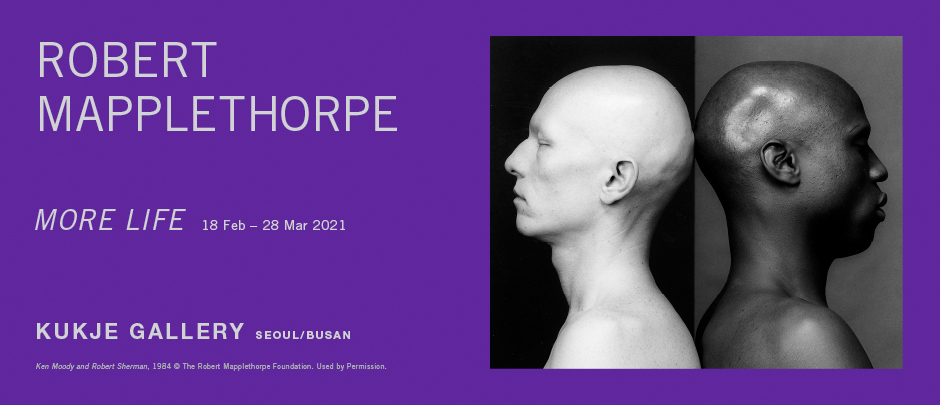 ROBERT
MAPPLETHORPE
MORE LIFE 18 Feb – 28 Mar 2021
KUKJE GALLERY SEOUL/BUSAN
Ken Moody and Robert Sherman, 1984 © The Robert Mapplethorpe Foundation. Used by Permission.